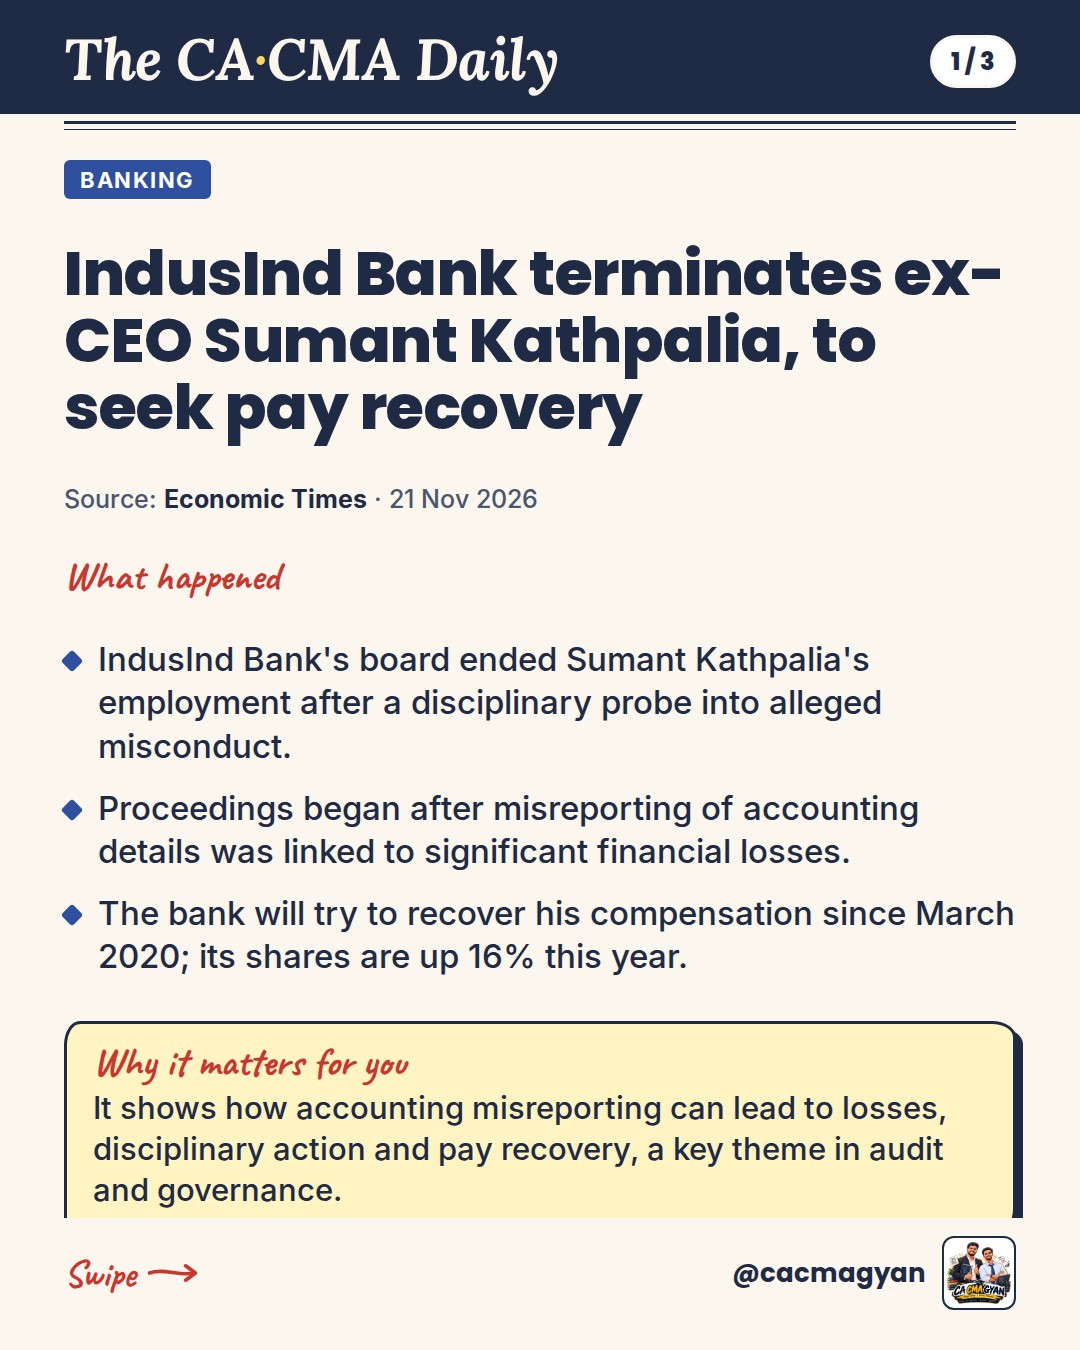 The CA·CMA Daily
1/3
BANKING
IndusInd Bank terminates ex-
CEO Sumant Kathpalia, to
seek pay recovery
Source: Economic Times · 21 Nov 2026
What happened
IndusInd Bank's board ended Sumant Kathpalia's
employment after a disciplinary probe into alleged
misconduct.
Proceedings began after misreporting of accounting
details was linked to significant financial losses.
The bank will try to recover his compensation since March
2020; its shares are up 16% this year.
Why it matters for you
It shows how accounting misreporting can lead to losses,
disciplinary action and pay recovery, a key theme in audit
and governance.
Swipe
@cacmagyan
CA CMA GYAN